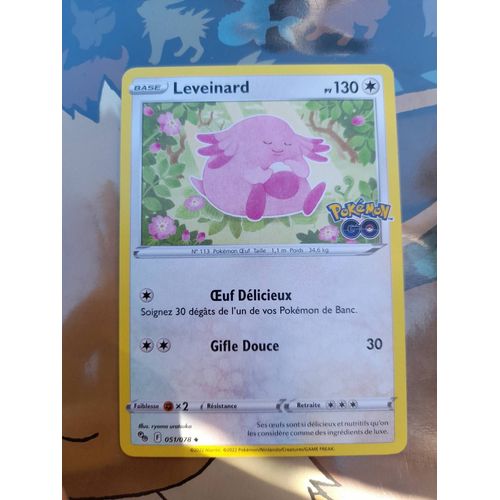 BASE Leveinard PV 130
Pokémon GO
N° 113 Pokémon Œuf Taille : 1,1 m Poids : 34,6 kg
Œuf Délicieux
Soignez 30 dégâts de l'un de vos Pokémon de Banc.
Gifle Douce 30
Faiblesse ×2 Résistance Retraite
Illus. ryoma uratsuka
F 051/078
Ses œufs sont si délicieux et nutritifs qu'on
les considère comme des ingrédients de luxe.
©2022 Pokémon/Nintendo/Creatures/GAME FREAK.